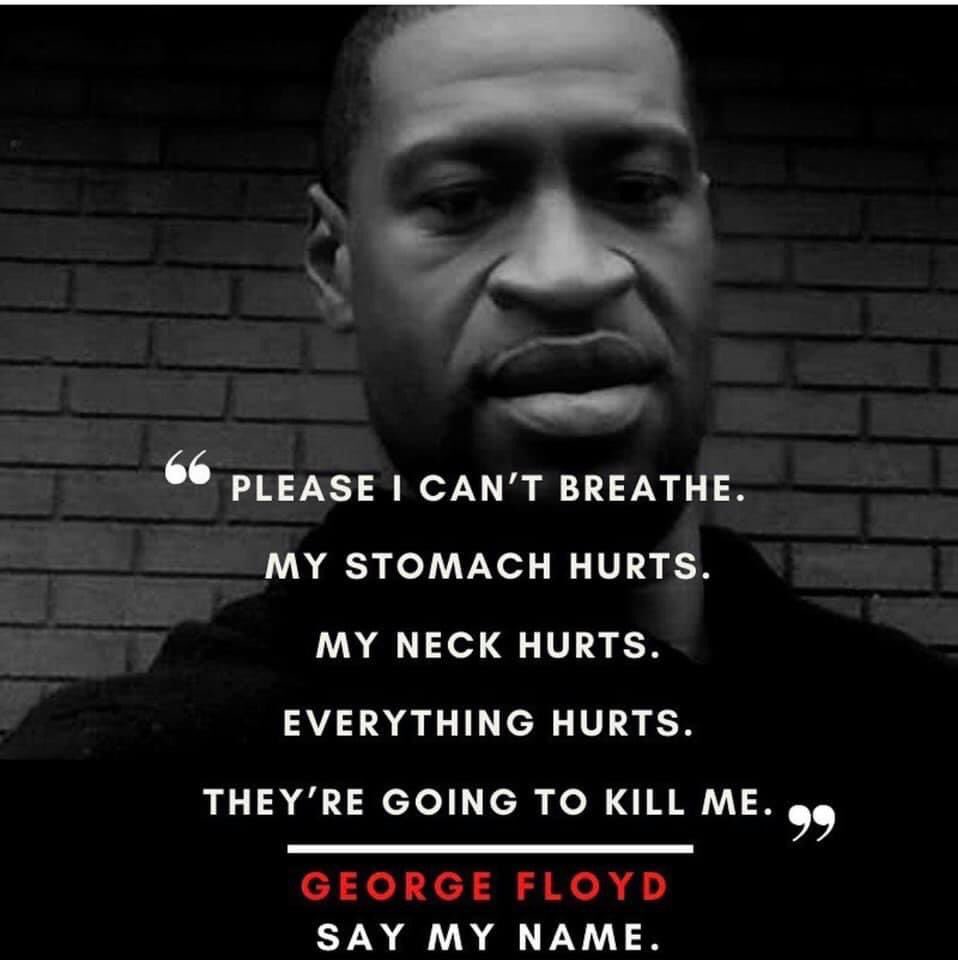 “ PLEASE I CAN’T BREATHE.
MY STOMACH HURTS.
MY NECK HURTS.
EVERYTHING HURTS.
THEY’RE GOING TO KILL ME. ”
GEORGE FLOYD
SAY MY NAME.